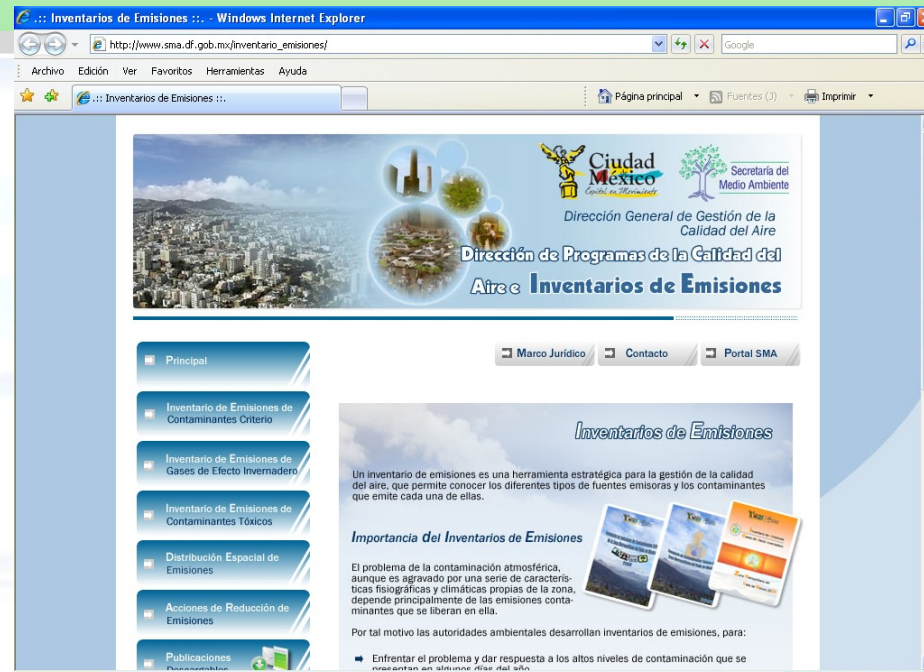 .:: Inventarios de Emisiones ::. - Windows Internet Explorer
http://www.sma.df.gob.mx/inventario_emisiones/
Google
Archivo Edición Ver Favoritos Herramientas Ayuda
.:: Inventarios de Emisiones ::.
Página principal
Fuentes (J)
Imprimir
Ciudad
México
Capital en Movimiento
Secretaría del
Medio Ambiente
Dirección General de Gestión de la
Calidad del Aire
Dirección de Programas de la Calidad del
Aire e Inventarios de Emisiones
Marco Jurídico
Contacto
Portal SMA
Principal
Inventario de Emisiones de
Contaminantes Criterio
Inventario de Emisiones de
Gases de Efecto Invernadero
Inventario de Emisiones de
Contaminantes Tóxicos
Distribución Espacial de
Emisiones
Acciones de Reducción de
Emisiones
Publicaciones
Descargables
Inventarios de Emisiones
Un inventario de emisiones es una herramienta estratégica para la gestión de la calidad
del aire, que permite conocer los diferentes tipos de fuentes emisoras y los contaminantes
que emite cada una de ellas.
Importancia del Inventarios de Emisiones
El problema de la contaminación atmosférica,
aunque es agravado por una serie de caracterís-
ticas fisiográficas y climáticas propias de la zona,
depende principalmente de las emisiones conta-
minantes que se liberan en ella.
Por tal motivo las autoridades ambientales desarrollan inventarios de emisiones, para:
Enfrentar el problema y dar respuesta a los altos niveles de contaminación que se
presentan en algunos días del año